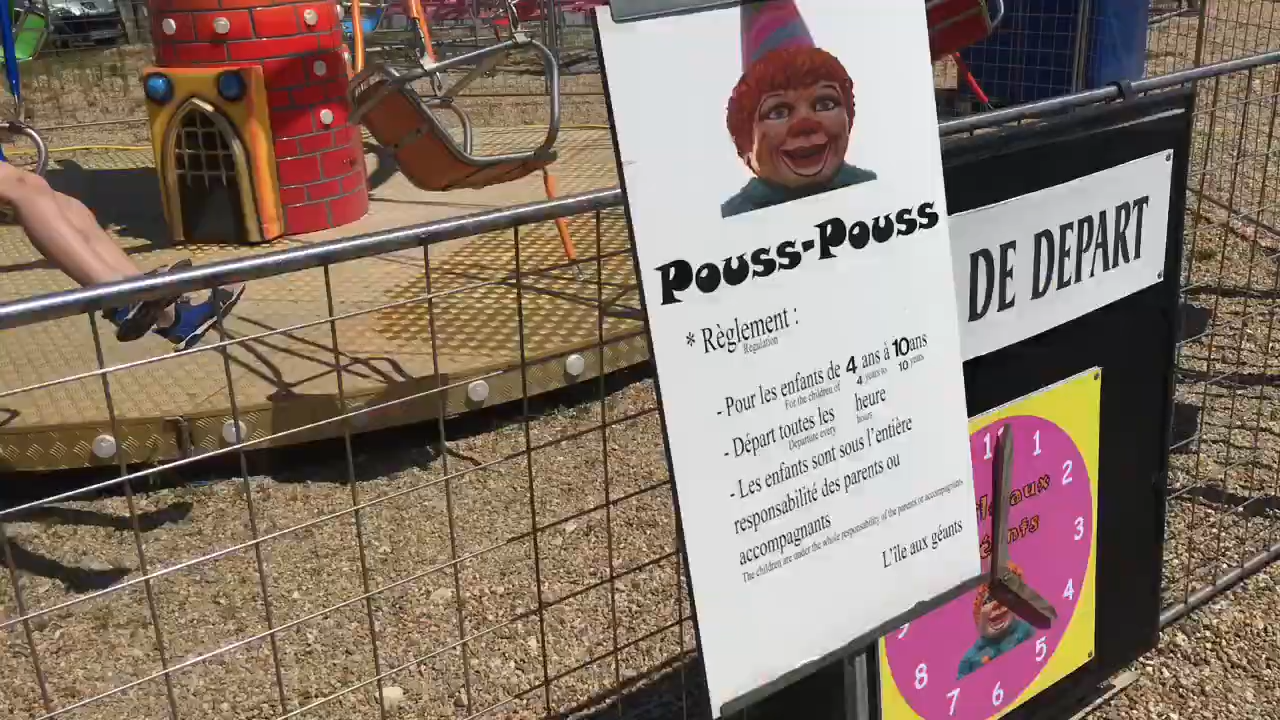 Pouss-Pouss
* Règlement :
Regulation
- Pour les enfants de 4 ans à 10ans
For the children of 4 years to 10 years
- Départ toutes les heure
Departure every hours
- Les enfants sont sous l'entière
responsabilité des parents ou
accompagnants
The children are under the whole responsability of the parents or accompagnants
L'île aux géants
DE DEPART
1
2
3
4
5
6
7
8
9